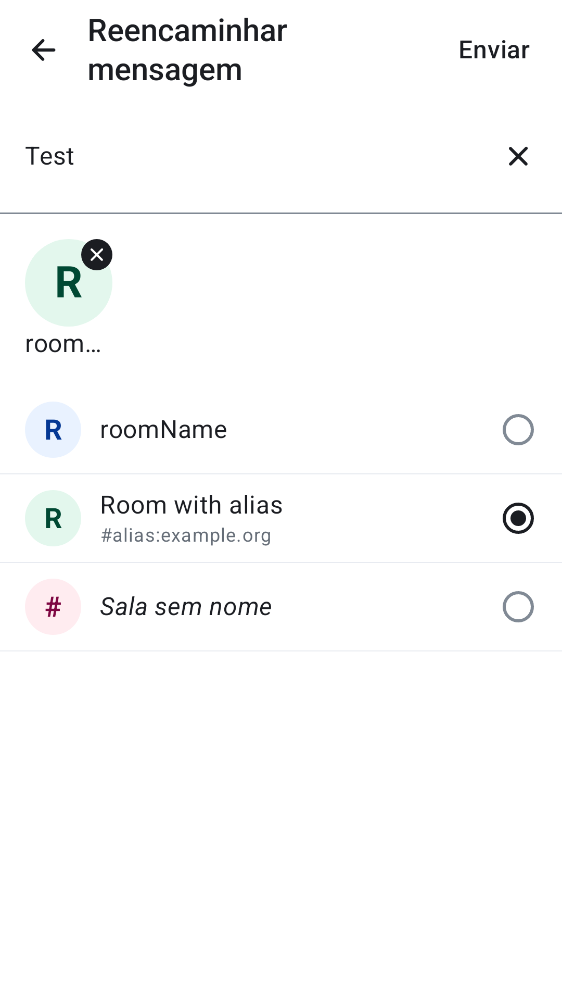 Reencaminhar
mensagem
Enviar
Test
R
room…
R
roomName
R
Room with alias
#alias:example.org
#
Sala sem nome